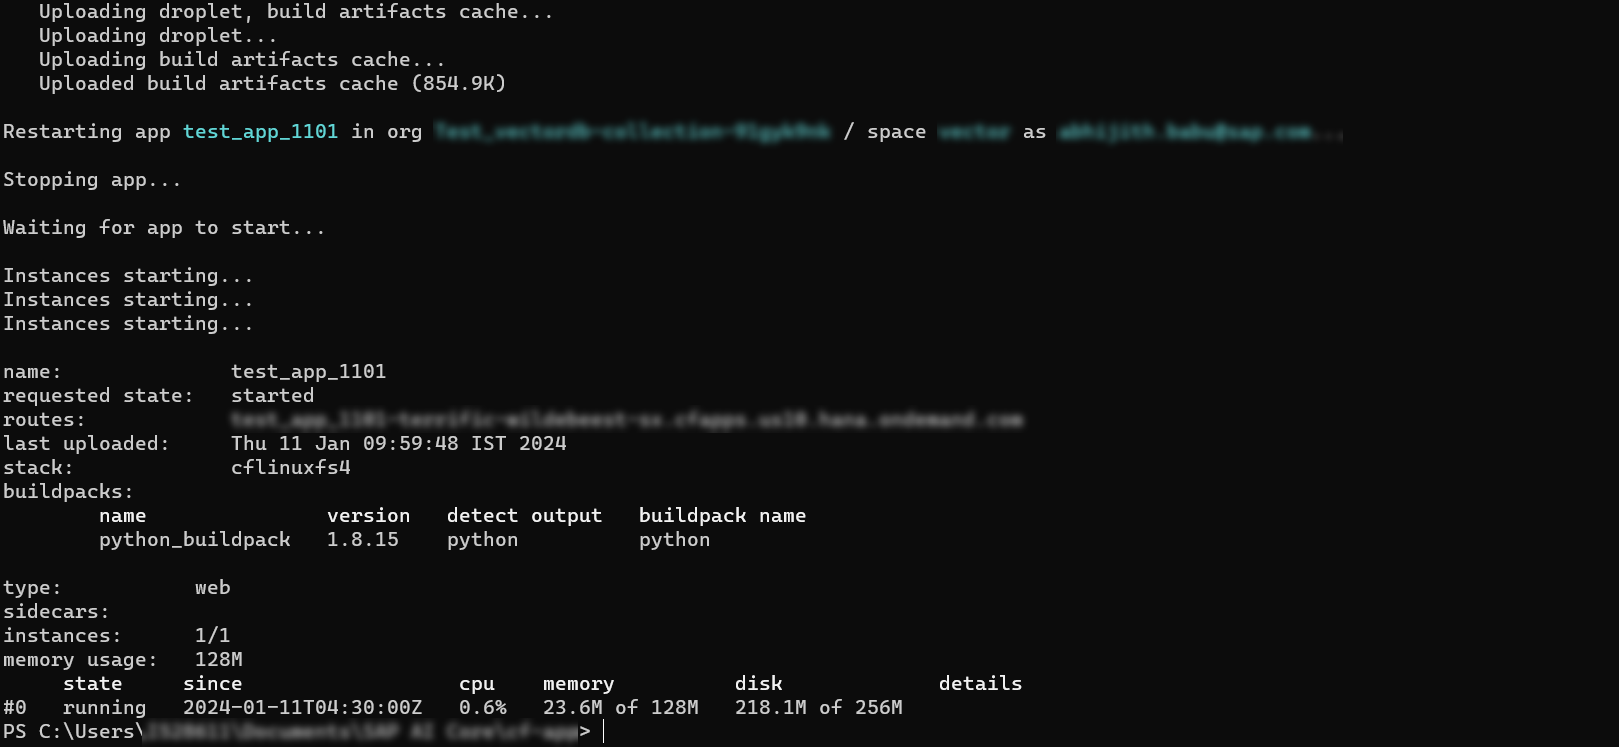 Uploading droplet, build artifacts cache...
Uploading droplet...
Uploading build artifacts cache...
Uploaded build artifacts cache (854.9K)
Restarting app test_app_1101 in org / space as
Stopping app...
Waiting for app to start...
Instances starting...
Instances starting...
Instances starting...
name: test_app_1101
requested state: started
routes:
last uploaded: Thu 11 Jan 09:59:48 IST 2024
stack: cflinuxfs4
buildpacks:
name version detect output buildpack name
python_buildpack 1.8.15 python python
type: web
sidecars:
instances: 1/1
memory usage: 128M
state since cpu memory disk details
#0 running 2024-01-11T04:30:00Z 0.6% 23.6M of 128M 218.1M of 256M
PS C:\Users\ >